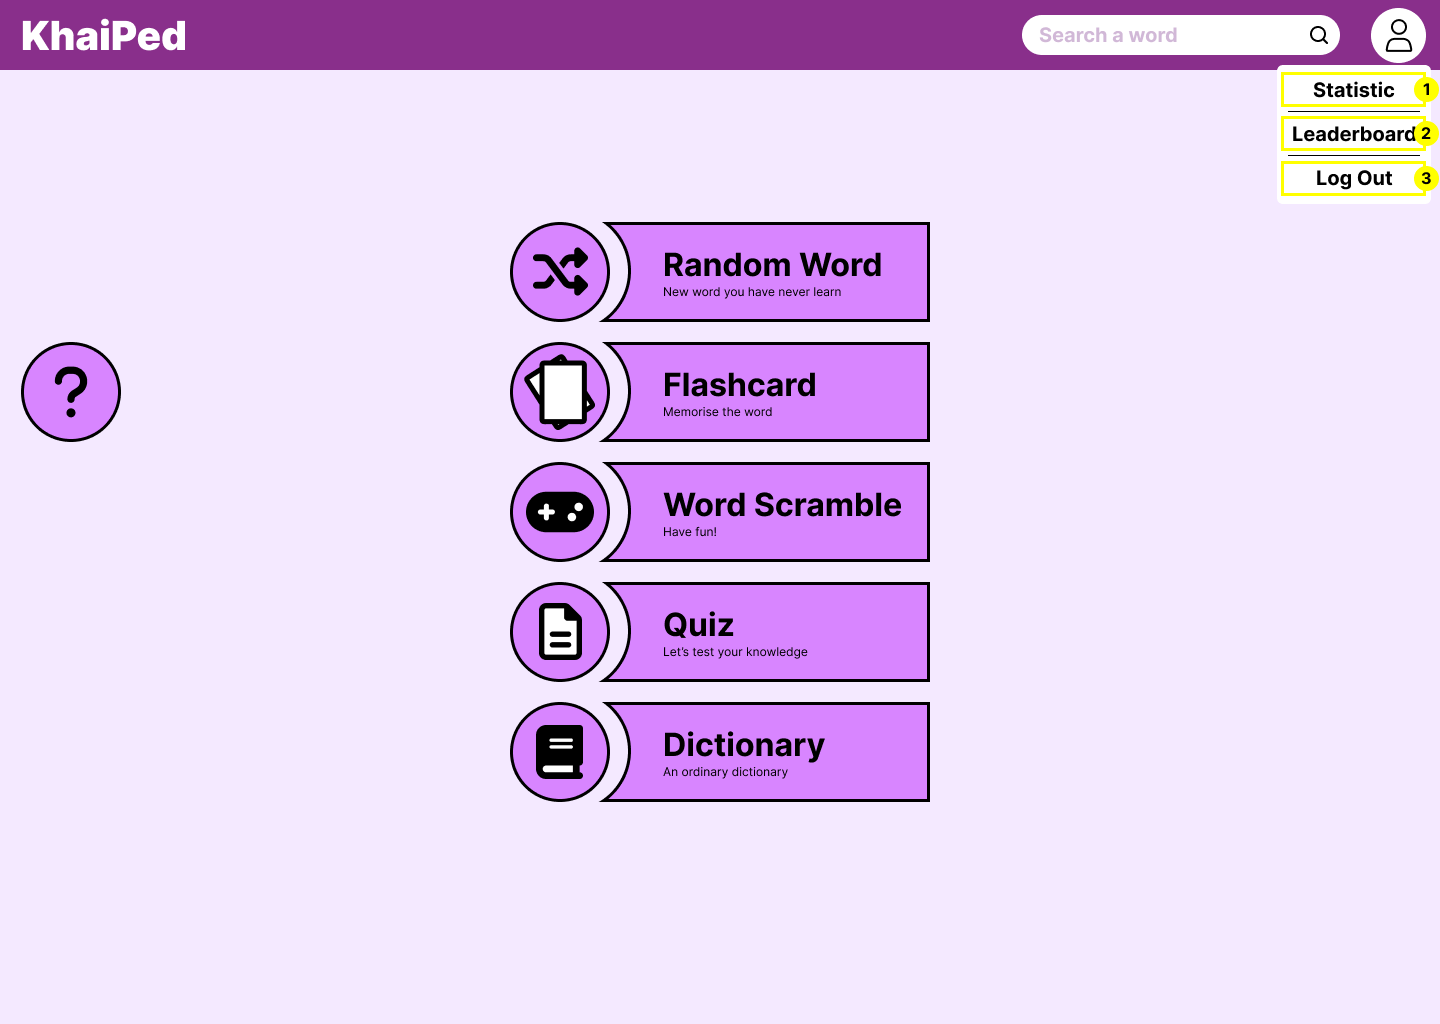 KhaiPed
Search a word
Statistic 1
Leaderboard 2
Log Out 3
Random Word
New word you have never learn
Flashcard
Memorise the word
?
Word Scramble
Have fun!
Quiz
Let's test your knowledge
Dictionary
An ordinary dictionary